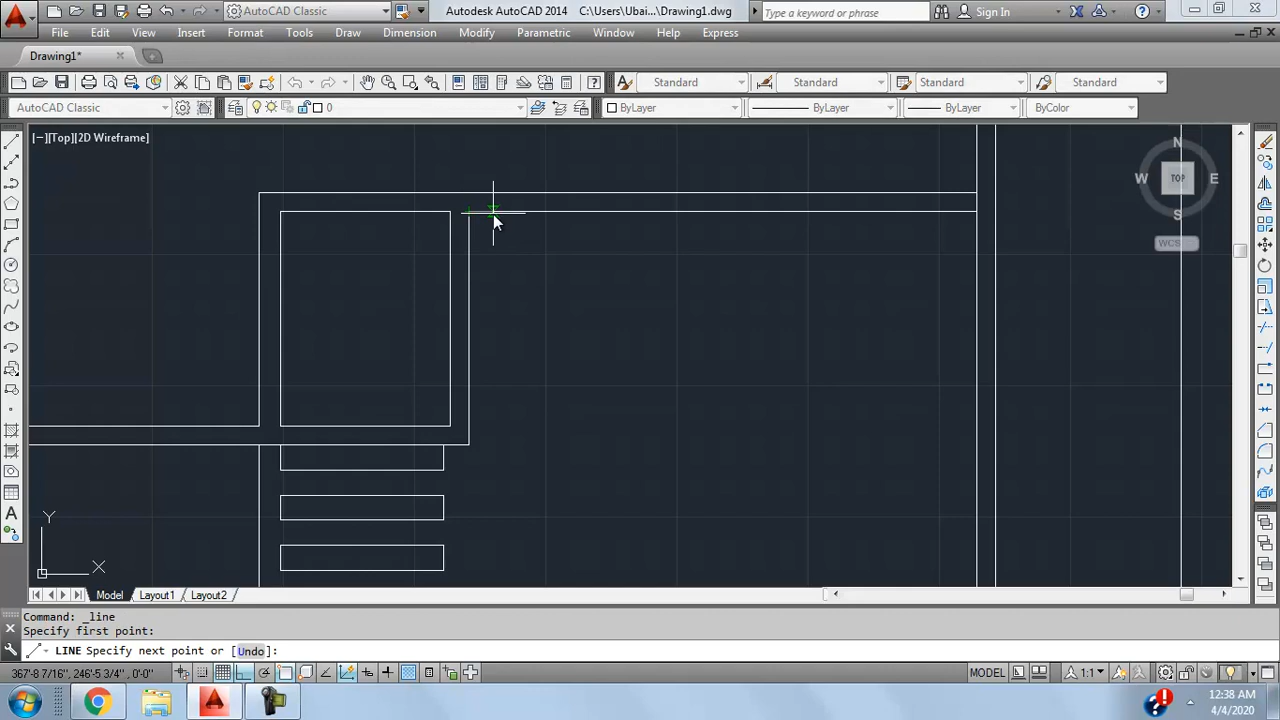 AutoCAD Classic
Autodesk AutoCAD 2014 C:\Users\Ubai...\Drawing1.dwg
Type a keyword or phrase
Sign In
File Edit View Insert Format Tools Draw Dimension Modify Parametric Window Help Express
Drawing1*
Standard Standard Standard Standard
AutoCAD Classic 0 ByLayer ByLayer ByLayer ByColor
[−][Top][2D Wireframe]
N
W TOP E
S
WCS
Y
X
Model Layout1 Layout2
Command: _line
Specify first point:
LINE Specify next point or [Undo]:
367'-8 7/16", 246'-5 3/4", 0'-0" MODEL 1:1
12:38 AM
4/4/2020